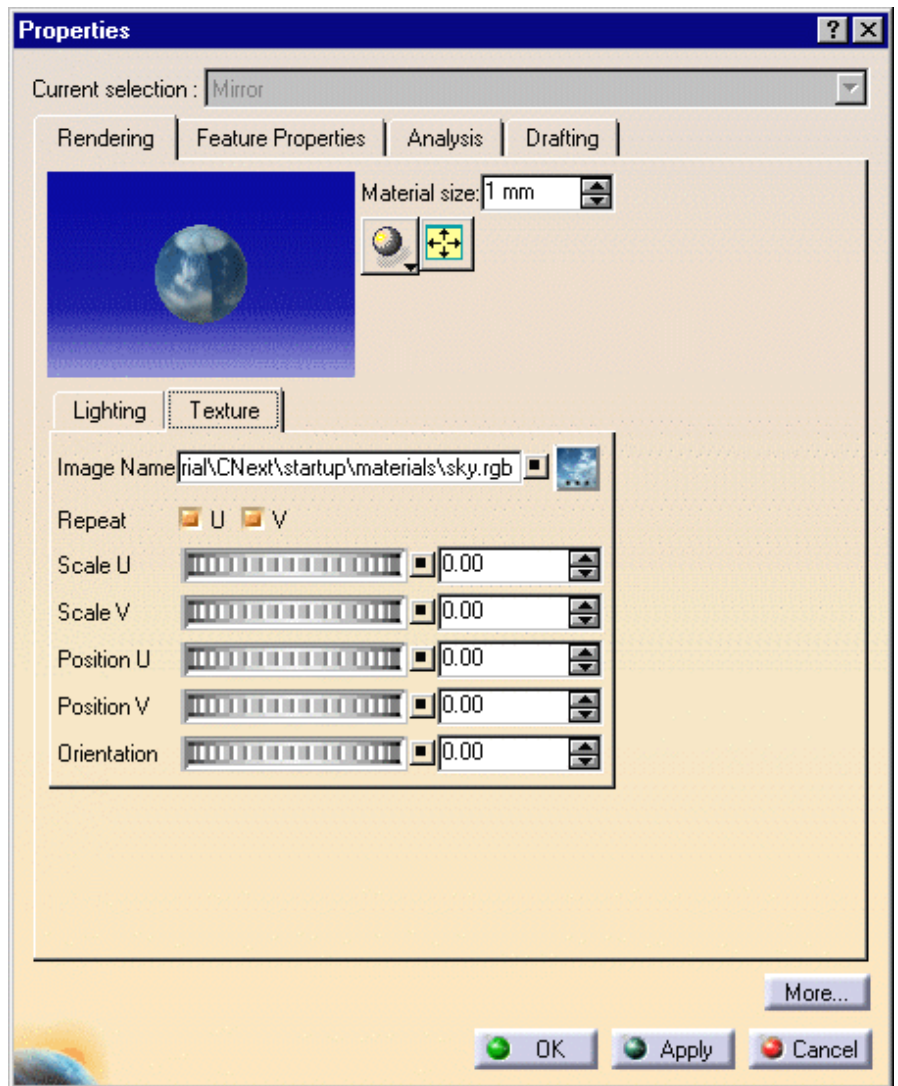 Properties
Current selection : Mirror
Rendering Feature Properties Analysis Drafting
Material size: 1 mm
Lighting Texture
Image Name rial\CNext\startup\materials\sky.rgb
Repeat U V
Scale U 0.00
Scale V 0.00
Position U 0.00
Position V 0.00
Orientation 0.00
More...
OK Apply Cancel